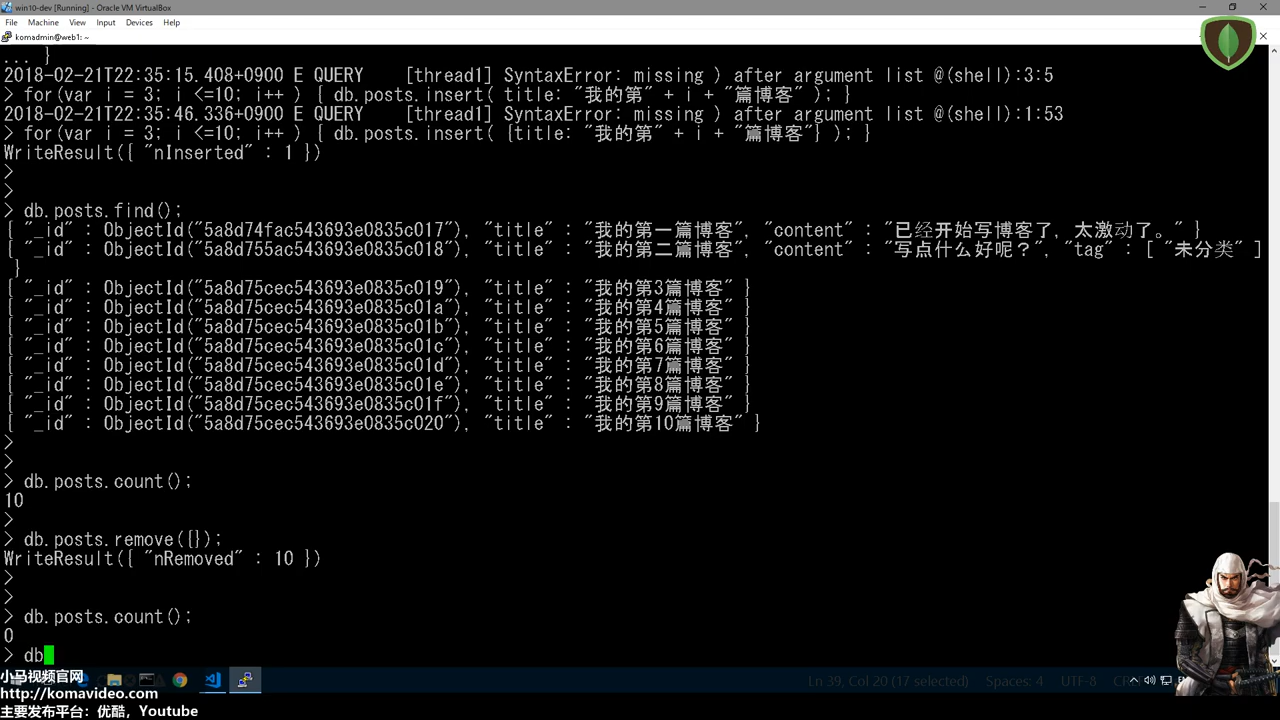 win10-dev [Running] - Oracle VM VirtualBox
File Machine View Input Devices Help
komadmin@web1: ~
... }
2018-02-21T22:35:15.408+0900 E QUERY    [thread1] SyntaxError: missing ) after argument list @(shell):3:5
> for(var i = 3; i <=10; i++ ) { db.posts.insert( title: "我的第" + i + "篇博客" ); }
2018-02-21T22:35:46.336+0900 E QUERY    [thread1] SyntaxError: missing ) after argument list @(shell):1:53
> for(var i = 3; i <=10; i++ ) { db.posts.insert( {title: "我的第" + i + "篇博客"} ); }
WriteResult({ "nInserted" : 1 })
>
>
> db.posts.find();
{ "_id" : ObjectId("5a8d74fac543693e0835c017"), "title" : "我的第一篇博客", "content" : "已经开始写博客了，太激动了。" }
{ "_id" : ObjectId("5a8d755ac543693e0835c018"), "title" : "我的第二篇博客", "content" : "写点什么好呢？", "tag" : [ "未分类" ]
}
{ "_id" : ObjectId("5a8d75cec543693e0835c019"), "title" : "我的第3篇博客" }
{ "_id" : ObjectId("5a8d75cec543693e0835c01a"), "title" : "我的第4篇博客" }
{ "_id" : ObjectId("5a8d75cec543693e0835c01b"), "title" : "我的第5篇博客" }
{ "_id" : ObjectId("5a8d75cec543693e0835c01c"), "title" : "我的第6篇博客" }
{ "_id" : ObjectId("5a8d75cec543693e0835c01d"), "title" : "我的第7篇博客" }
{ "_id" : ObjectId("5a8d75cec543693e0835c01e"), "title" : "我的第8篇博客" }
{ "_id" : ObjectId("5a8d75cec543693e0835c01f"), "title" : "我的第9篇博客" }
{ "_id" : ObjectId("5a8d75cec543693e0835c020"), "title" : "我的第10篇博客" }
>
>
> db.posts.count();
10
>
> db.posts.remove({});
WriteResult({ "nRemoved" : 10 })
>
>
> db.posts.count();
0
> db
小马视频官网
http://komavideo.com
主要发布平台：优酷，Youtube
Ln 39, Col 20 (17 selected) Spaces: 4 UTF-8